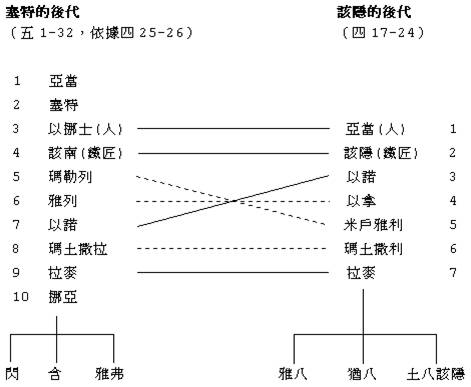 塞特的後代 該隱的後代
（五 1-32，依據四 25-26） （四 17-24）
1 亞當
2 塞特
3 以挪士(人) 亞當(人) 1
4 該南(鐵匠) 該隱(鐵匠) 2
5 瑪勒列 以諾 3
6 雅列 以拿 4
7 以諾 米戶雅利 5
8 瑪土撒拉 瑪土撒利 6
9 拉麥 拉麥 7
10 挪亞
閃 含 雅弗 雅八 猶八 土八該隱